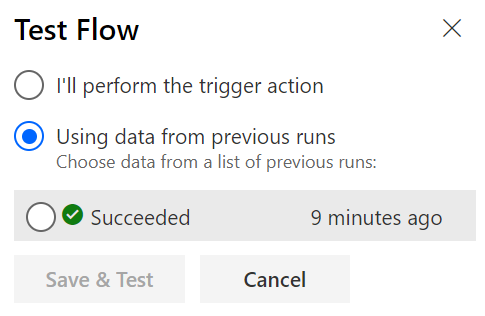 Test Flow
I'll perform the trigger action
Using data from previous runs
Choose data from a list of previous runs:
Succeeded 9 minutes ago
Save & Test Cancel